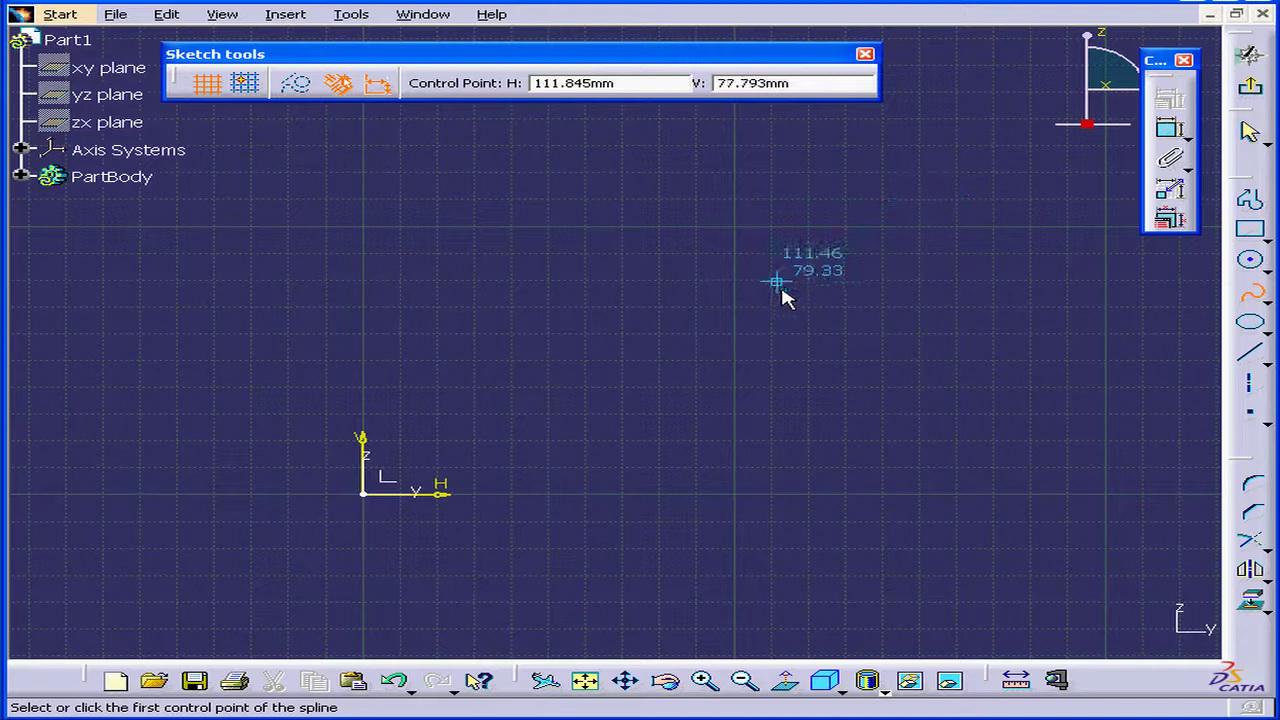 Start File Edit View Insert Tools Window Help
Part1
xy plane
yz plane
zx plane
Axis Systems
PartBody
Sketch tools
Control Point: H: 111.845mm V: 77.793mm
z
x
C...
111.46
79.33
V
z
H
y
z
y
CATIA
Select or click the first control point of the spline